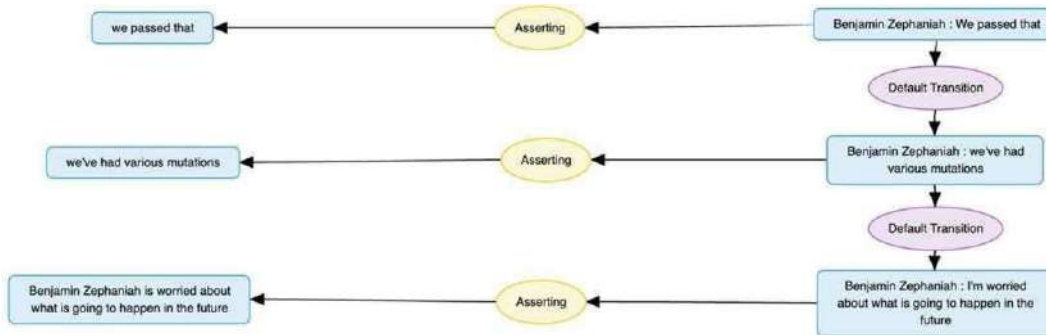 we passed that
Asserting
Benjamin Zephaniah : We passed that
Default Transition
we've had various mutations
Asserting
Benjamin Zephaniah : we've had
various mutations
Default Transition
Benjamin Zephaniah is worried about
what is going to happen in the future
Asserting
Benjamin Zephaniah : I'm worried
about what is going to happen in the
future